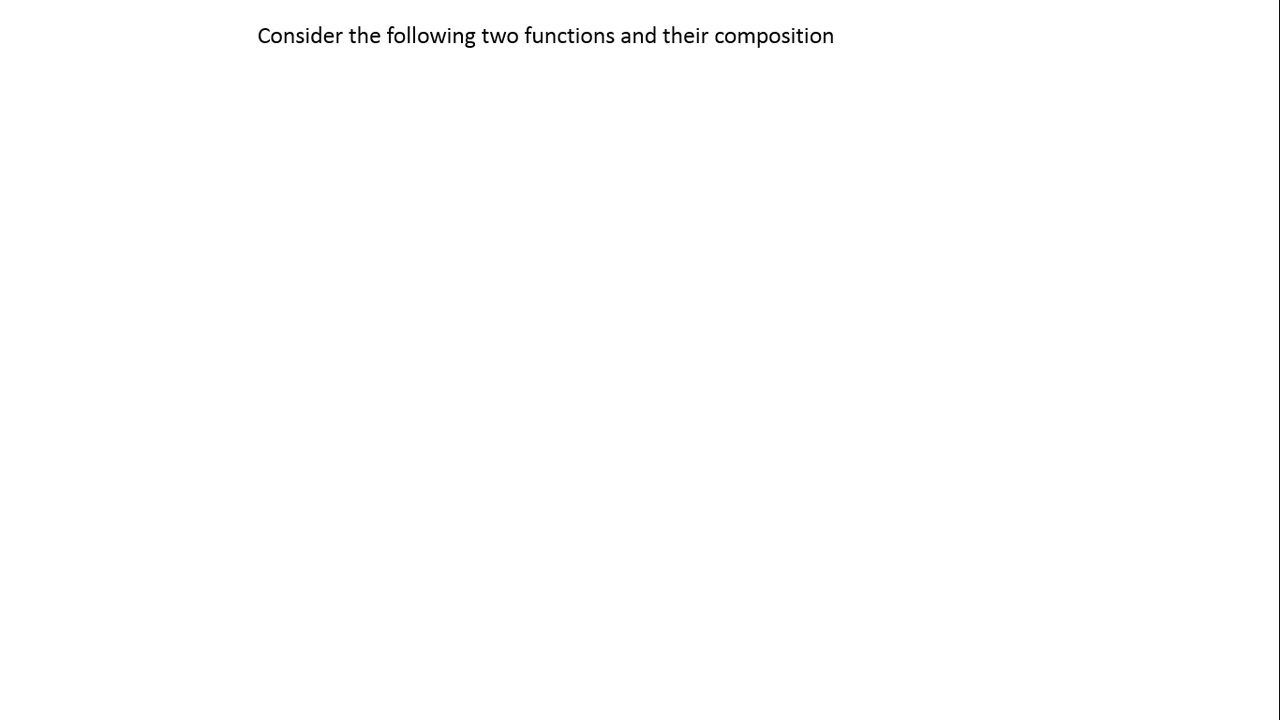 Consider the following two functions and their composition